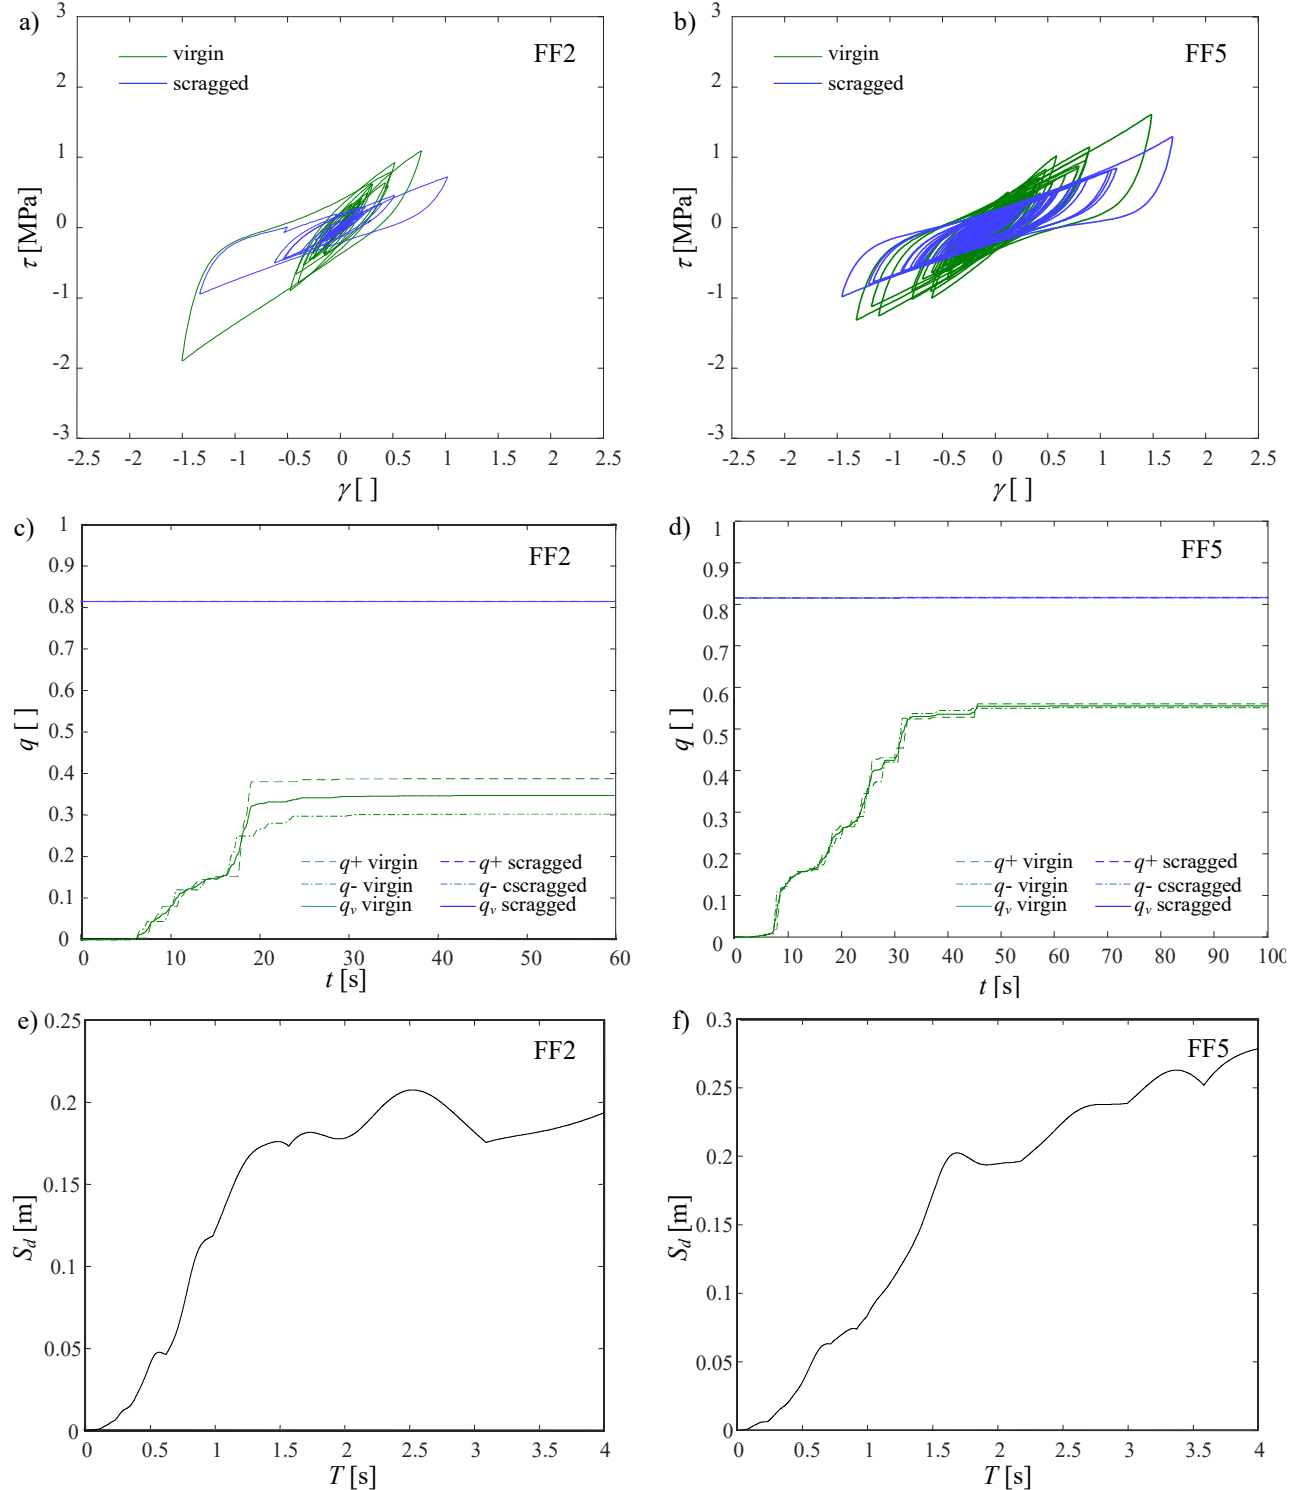 a)
FF2
virgin
scragged
3
2
1
0
-1
-2
-3
τ [MPa]
-2.5 -2 -1.5 -1 -0.5 0 0.5 1 1.5 2 2.5
γ [ ]
b)
FF5
virgin
scragged
3
2
1
0
-1
-2
-3
τ [MPa]
-2.5 -2 -1.5 -1 -0.5 0 0.5 1 1.5 2 2.5
γ [ ]
c)
FF2
1
0.9
0.8
0.7
0.6
0.5
0.4
0.3
0.2
0.1
0
q [ ]
q+ virgin q+ scragged
q- virgin q- cscragged
qv virgin qv scragged
0 10 20 30 40 50 60
t [s]
d)
FF5
1
0.9
0.8
0.7
0.6
0.5
0.4
0.3
0.2
0.1
0
q [ ]
q+ virgin q+ scragged
q- virgin q- cscragged
qv virgin qv scragged
0 10 20 30 40 50 60 70 80 90 100
t [s]
e)
FF2
0.25
0.2
0.15
0.1
0.05
0
Sd [m]
0 0.5 1 1.5 2 2.5 3 3.5 4
T [s]
f)
FF5
0.3
0.25
0.2
0.15
0.1
0.05
0
Sd [m]
0 0.5 1 1.5 2 2.5 3 3.5 4
T [s]